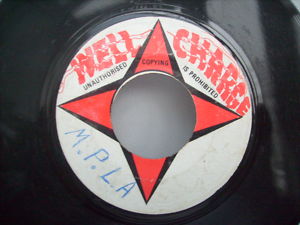 WELL CHARGE
UNAUTHORISED COPYING IS PROHIBITED
M.P.L.A